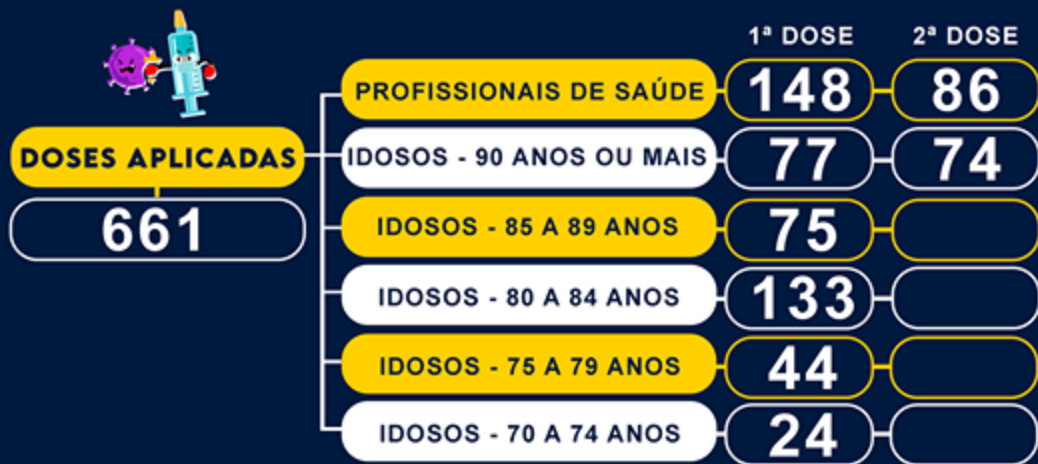 1ª DOSE 2ª DOSE
PROFISSIONAIS DE SAÚDE 148 86
DOSES APLICADAS
661
IDOSOS - 90 ANOS OU MAIS 77 74
IDOSOS - 85 A 89 ANOS 75
IDOSOS - 80 A 84 ANOS 133
IDOSOS - 75 A 79 ANOS 44
IDOSOS - 70 A 74 ANOS 24